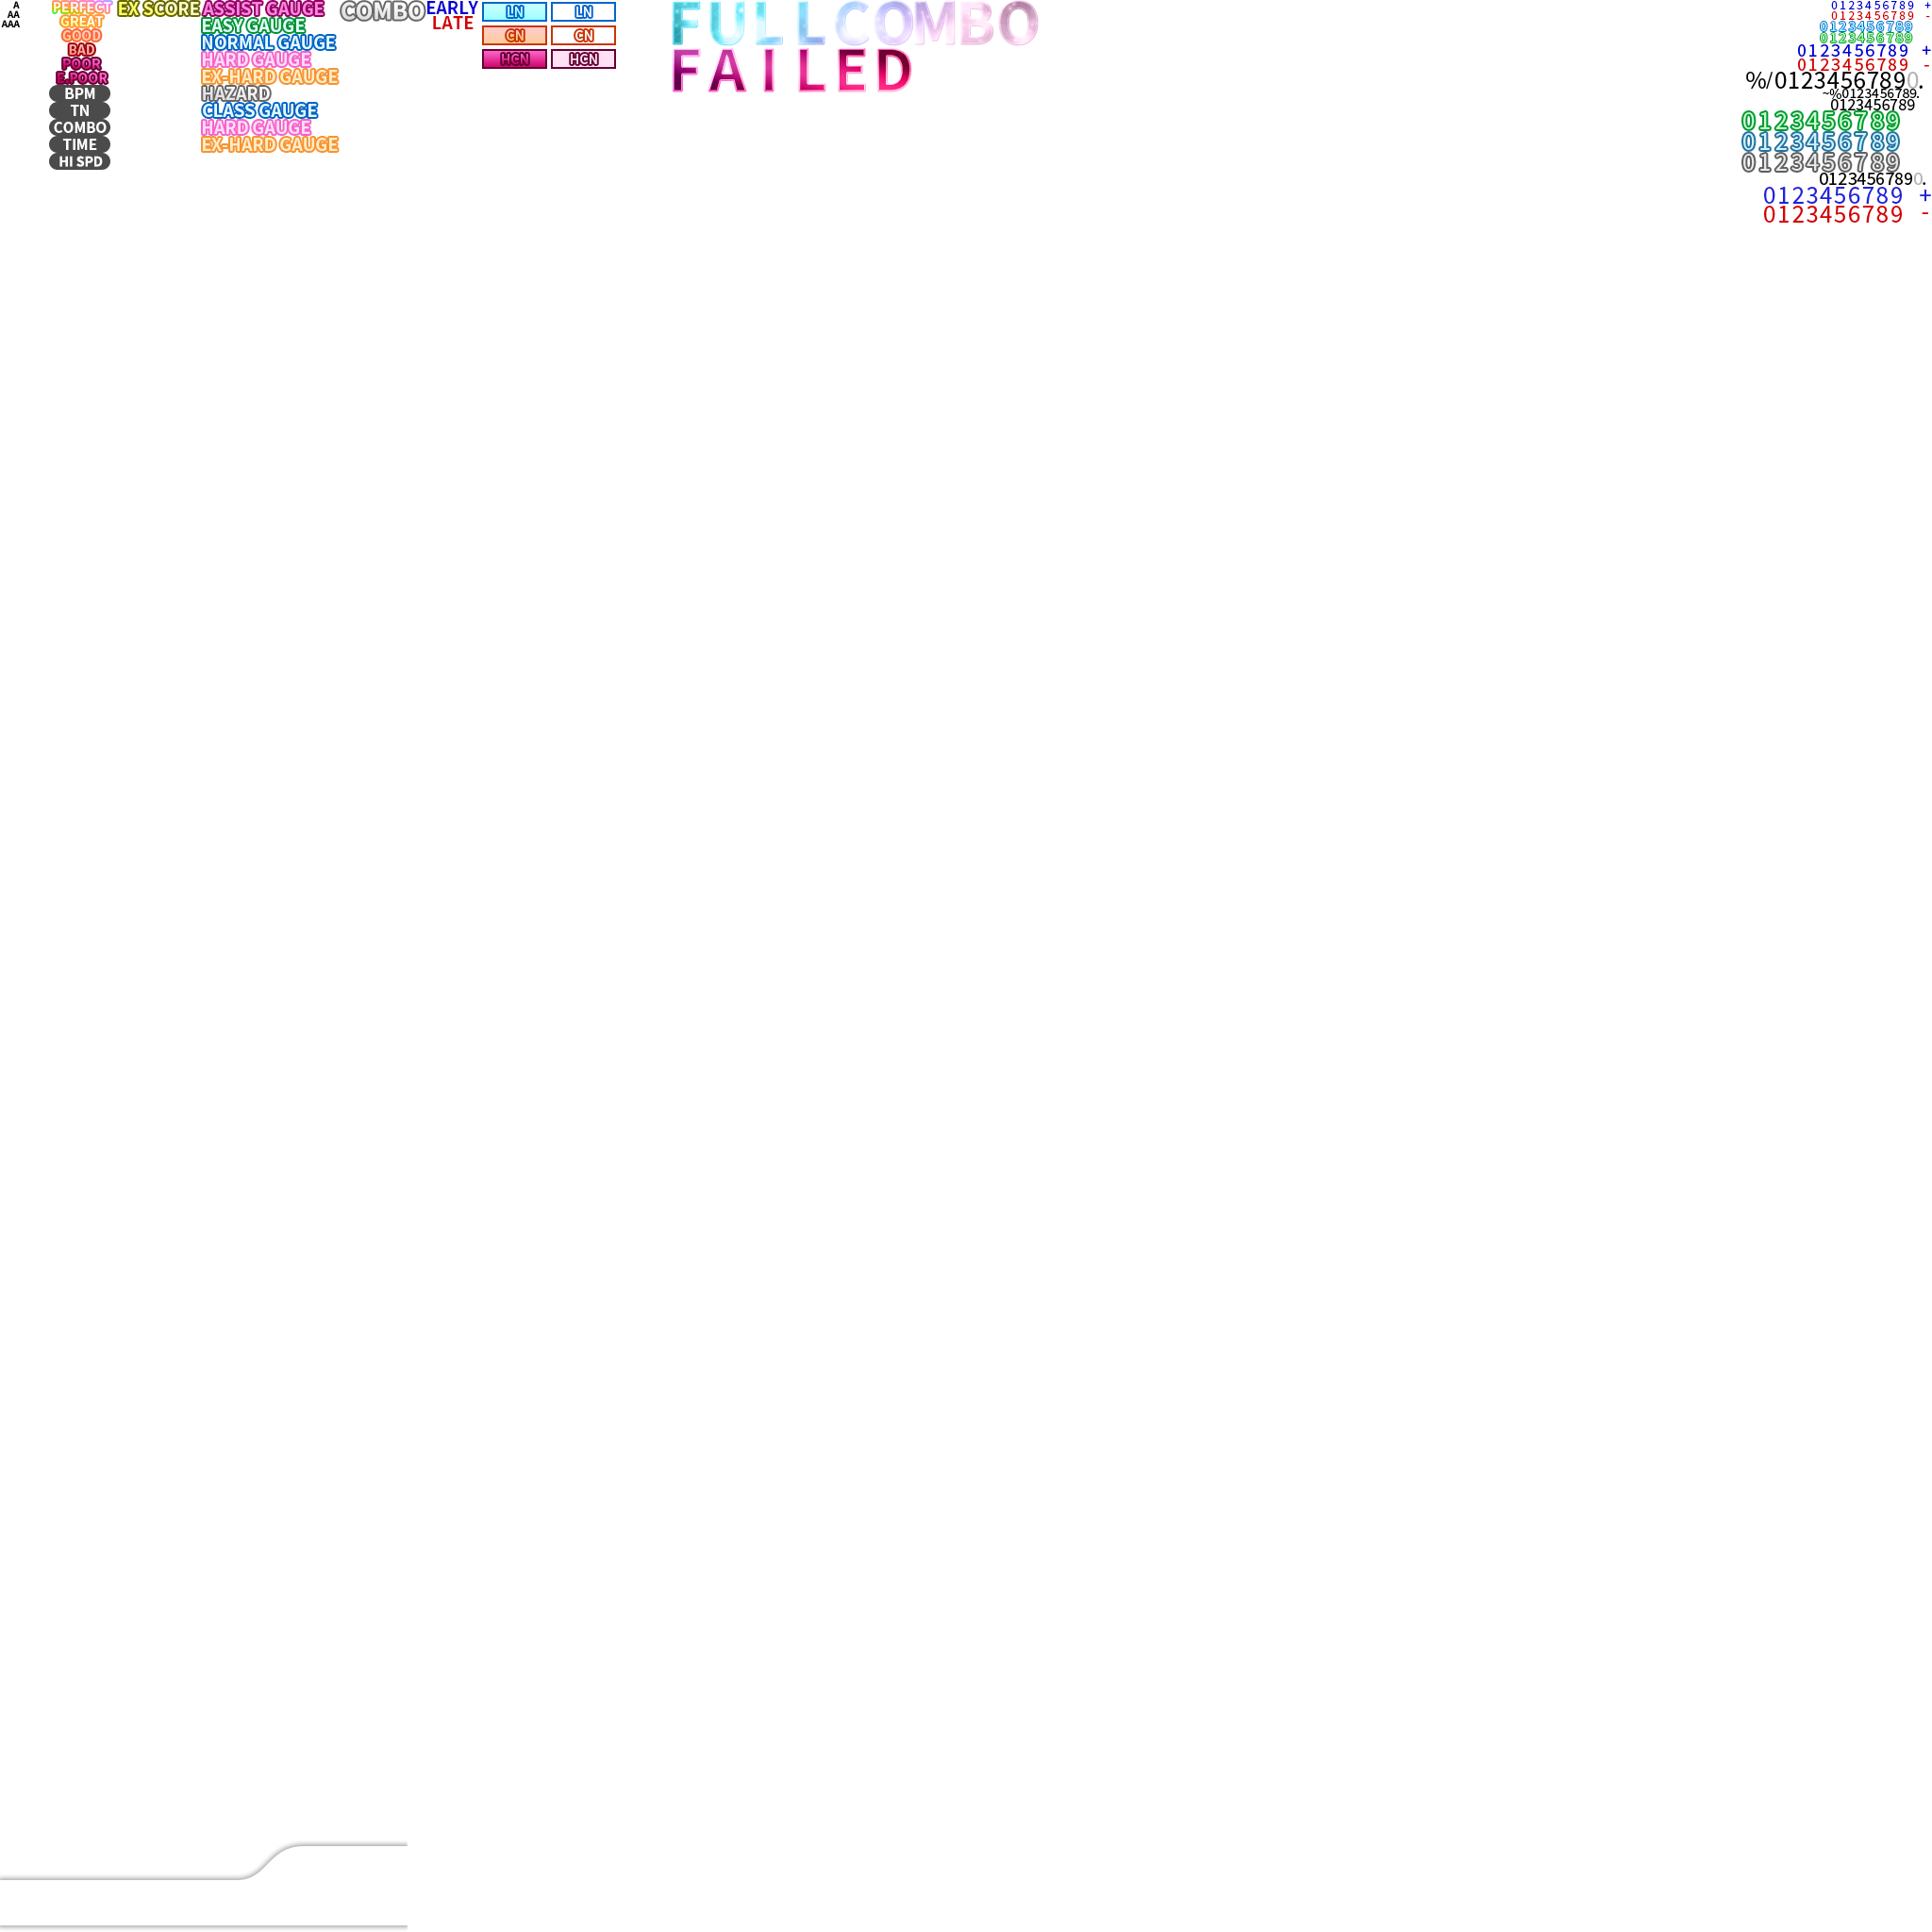 A
AA
AAA
PERFECT
GREAT
GOOD
BAD
POOR
E.POOR
BPM
TN
COMBO
TIME
HI SPD
EX SCORE
ASSIST GAUGE
EASY GAUGE
NORMAL GAUGE
HARD GAUGE
EX-HARD GAUGE
HAZARD
CLASS GAUGE
HARD GAUGE
EX-HARD GAUGE
COMBO
EARLY
LATE
LN LN
CN CN
HCN HCN
FULLCOMBO
FAILED
0123456789 +
0123456789 -
0123456789
0123456789
0123456789 +
0123456789 -
%/01234567890.
~%0123456789.
0123456789
0123456789
0123456789
0123456789
01234567890.
0123456789 +
0123456789 -